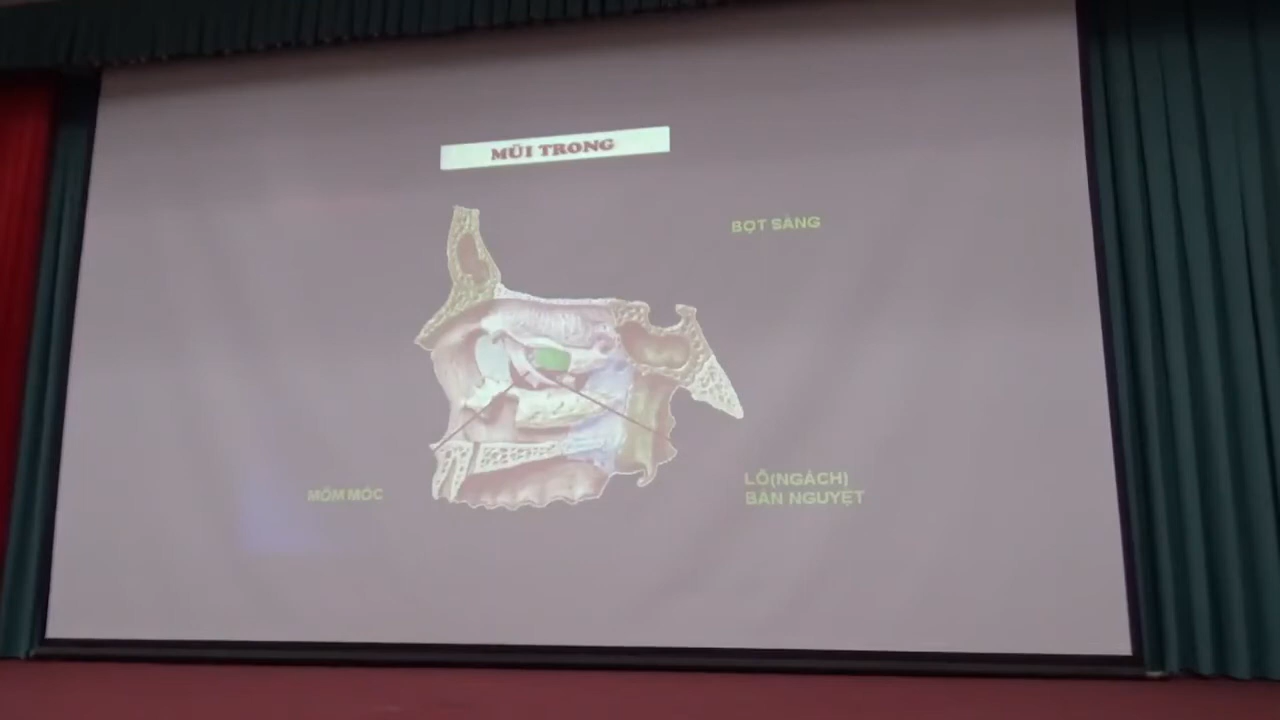 MŨI TRONG
BỌT SÀNG
MỎM MÓC
LỖ(NGÁCH)
BÁN NGUYỆT